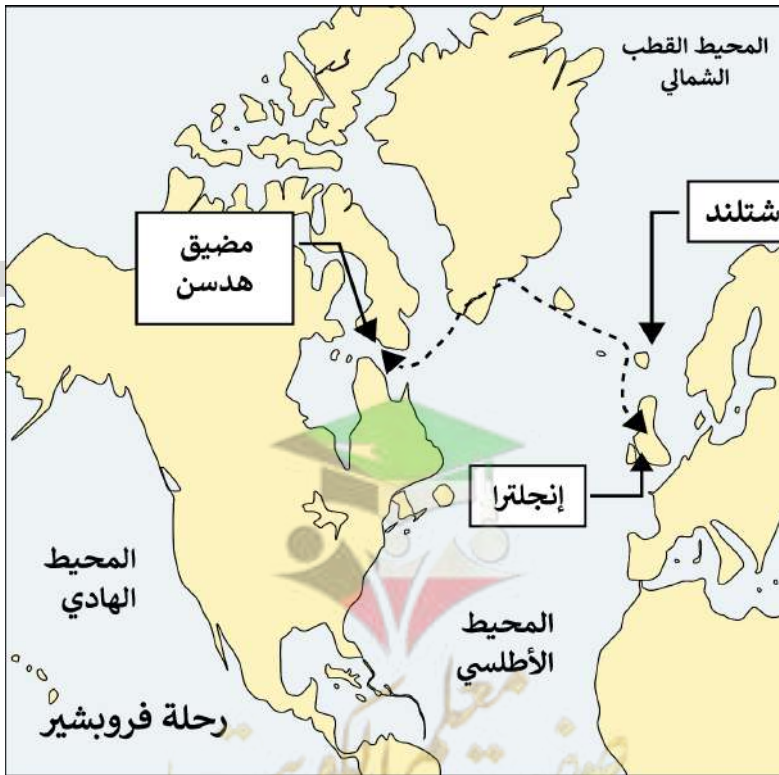 المحيط القطب
الشمالي
شتلند
مضيق
هدسن
إنجلترا
المحيط
الهادي
المحيط
الأطلسي
رحلة فروبشير